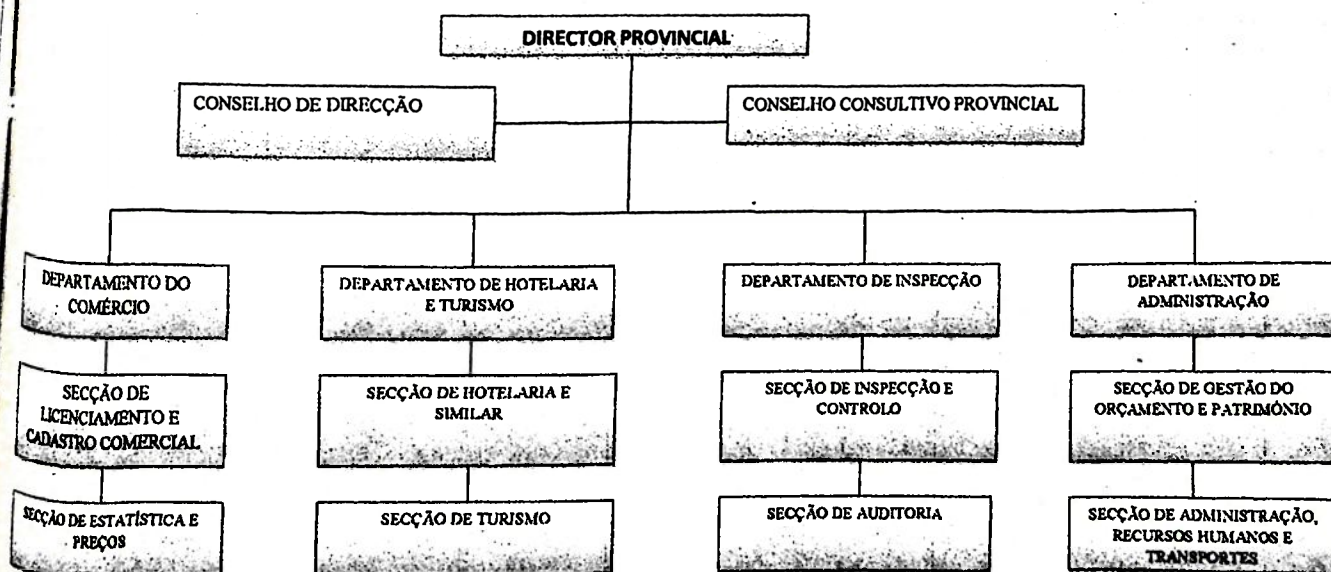 DIRECTOR PROVINCIAL
CONSELHO DE DIRECÇÃO
CONSELHO CONSULTIVO PROVINCIAL
DEPARTAMENTO DO
COMÉRCIO
DEPARTAMENTO DE HOTELARIA
E TURISMO
DEPARTAMENTO DE INSPECÇÃO
DEPARTAMENTO DE
ADMINISTRAÇÃO
SECÇÃO DE
LICENCIAMENTO E
CADASTRO COMERCIAL
SECÇÃO DE HOTELARIA E
SIMILAR
SECÇÃO DE INSPECÇÃO E
CONTROLO
SECÇÃO DE GESTÃO DO
ORÇAMENTO E PATRIMÓNIO
SECÇÃO DE ESTATÍSTICA E
PREÇOS
SECÇÃO DE TURISMO
SECÇÃO DE AUDITORIA
SECÇÃO DE ADMINISTRAÇÃO,
RECURSOS HUMANOS E
TRANSPORTES